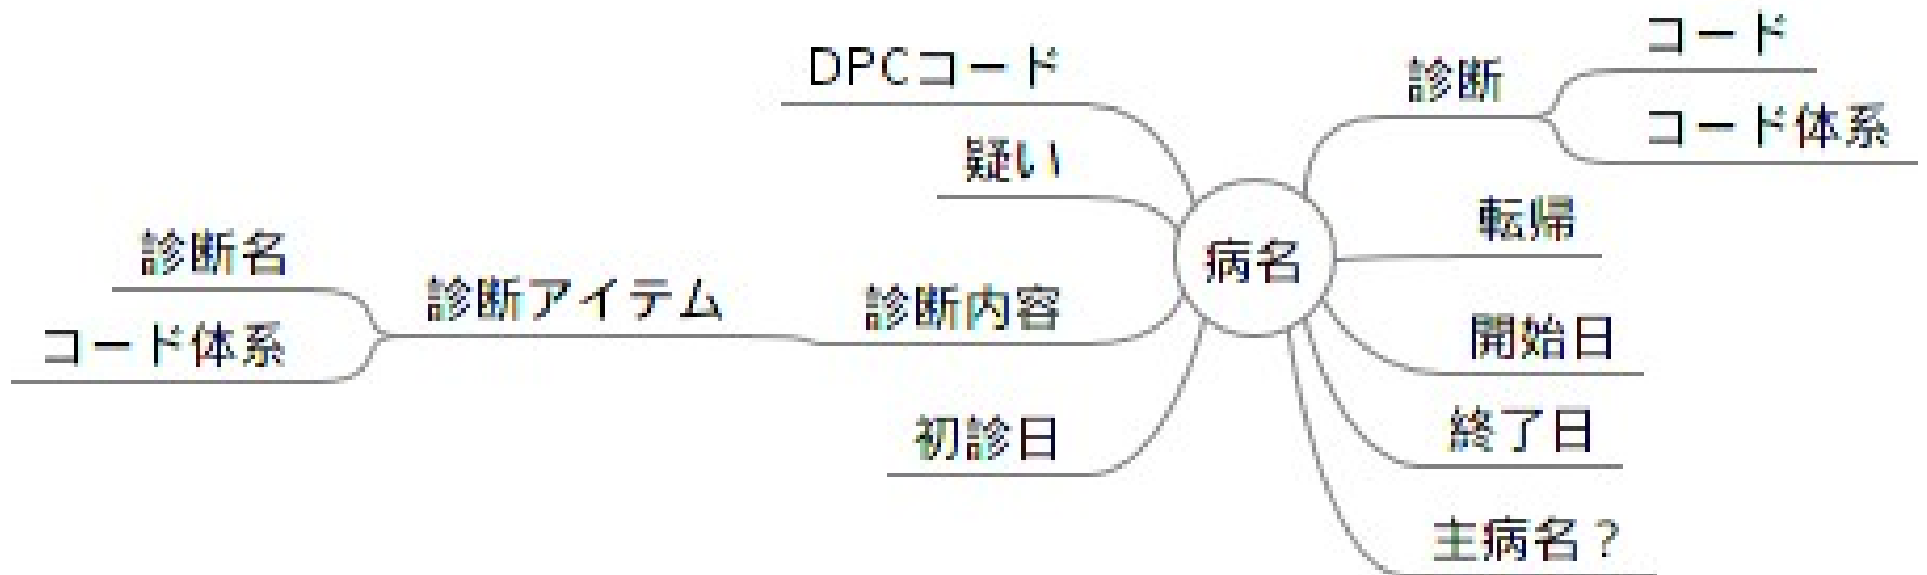 コード
DPCコード
診断
コード体系
疑い
転帰
診断名
病名
診断アイテム
診断内容
開始日
コード体系
終了日
初診日
主病名？